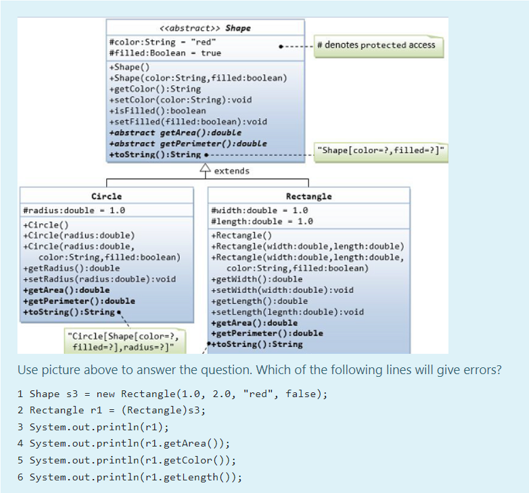 <<abstract>> Shape
#color:String = "red"
#filled:Boolean = true
# denotes protected access
+Shape()
+Shape(color:String,filled:boolean)
+getColor():String
+setColor(color:String):void
+isFilled():boolean
+setFilled(filled:boolean):void
+abstract getArea():double
+abstract getPerimeter():double
+toString():String
"Shape[color=?,filled=?]"
extends
Circle
#radius:double = 1.0
+Circle()
+Circle(radius:double)
+Circle(radius:double,
color:String,filled:boolean)
+getRadius():double
+setRadius(radius:double):void
+getArea():double
+getPerimeter():double
+toString():String
"Circle[Shape[color=?,
filled=?],radius=?]"
Rectangle
#width:double = 1.0
#length:double = 1.0
+Rectangle()
+Rectangle(width:double,length:double)
+Rectangle(width:double,length:double,
color:String,filled:boolean)
+getWidth():double
+setWidth(width:double):void
+getLength():double
+setLength(legnth:double):void
+getArea():double
+getPerimeter():double
+toString():String
Use picture above to answer the question. Which of the following lines will give errors?
1 Shape s3 = new Rectangle(1.0, 2.0, "red", false);
2 Rectangle r1 = (Rectangle)s3;
3 System.out.println(r1);
4 System.out.println(r1.getArea());
5 System.out.println(r1.getColor());
6 System.out.println(r1.getLength());